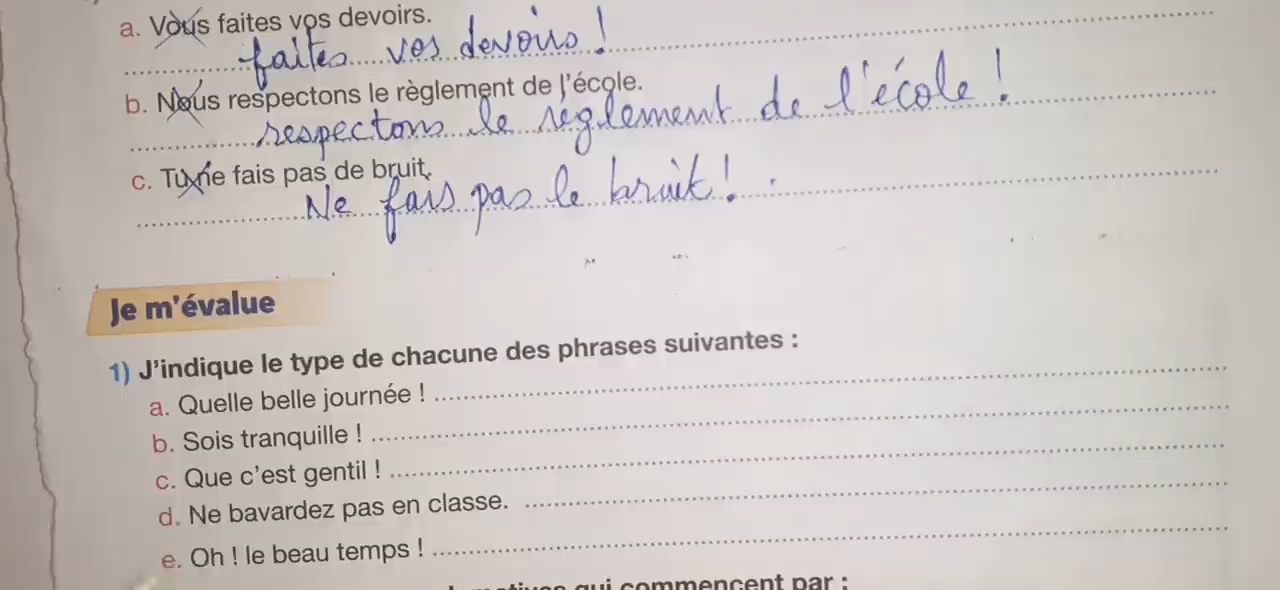 a. Vous faites vos devoirs.
faites vos devoirs !
b. Nous respectons le règlement de l'école.
respectons le règlement de l'école !
c. Tu ne fais pas de bruit.
Ne fais pas le bruit ! .
Je m'évalue
1) J'indique le type de chacune des phrases suivantes :
a. Quelle belle journée !
b. Sois tranquille !
c. Que c'est gentil !
d. Ne bavardez pas en classe.
e. Oh ! le beau temps !
qui commencent par :